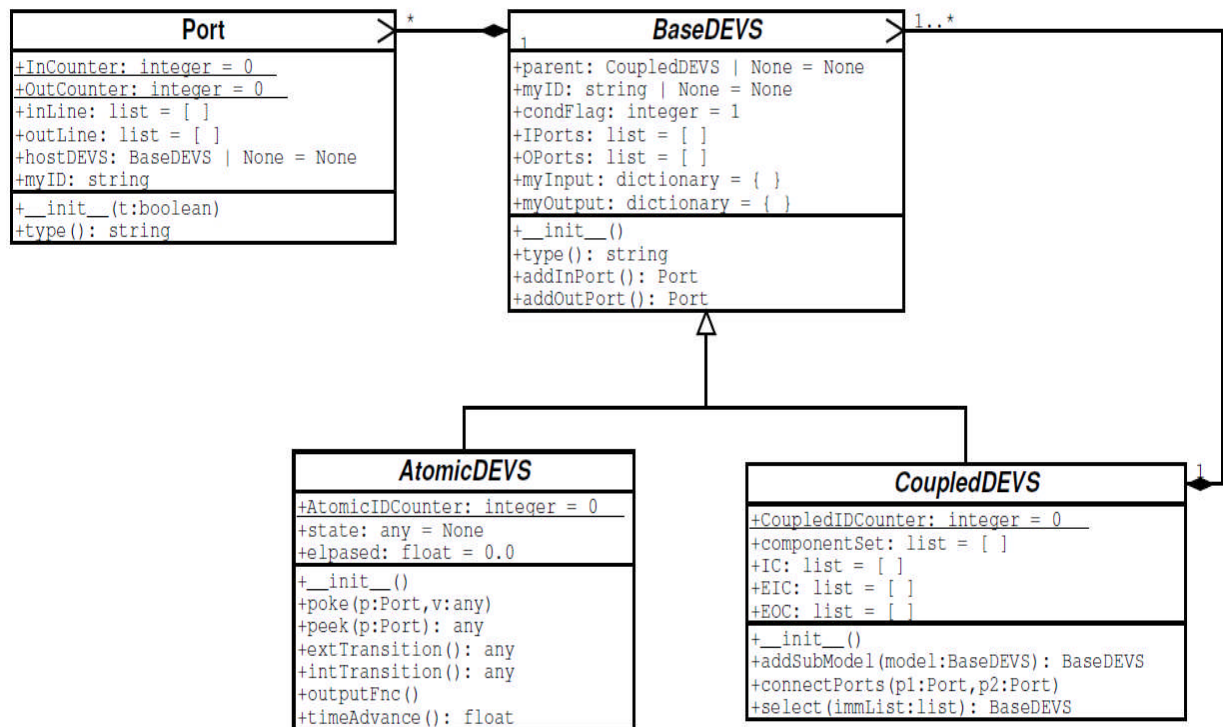 Port
+InCounter: integer = 0
+OutCounter: integer = 0
+inLine: list = [ ]
+outLine: list = [ ]
+hostDEVS: BaseDEVS | None = None
+myID: string
+__init__(t:boolean)
+type(): string
*
1
BaseDEVS
+parent: CoupledDEVS | None = None
+myID: string | None = None
+condFlag: integer = 1
+IPorts: list = [ ]
+OPorts: list = [ ]
+myInput: dictionary = { }
+myOutput: dictionary = { }
+__init__()
+type(): string
+addInPort(): Port
+addOutPort(): Port
1..*
AtomicDEVS
+AtomicIDCounter: integer = 0
+state: any = None
+elpased: float = 0.0
+__init__()
+poke(p:Port,v:any)
+peek(p:Port): any
+extTransition(): any
+intTransition(): any
+outputFnc()
+timeAdvance(): float
CoupledDEVS
1
+CoupledIDCounter: integer = 0
+componentSet: list = [ ]
+IC: list = [ ]
+EIC: list = [ ]
+EOC: list = [ ]
+__init__()
+addSubModel(model:BaseDEVS): BaseDEVS
+connectPorts(p1:Port,p2:Port)
+select(immList:list): BaseDEVS